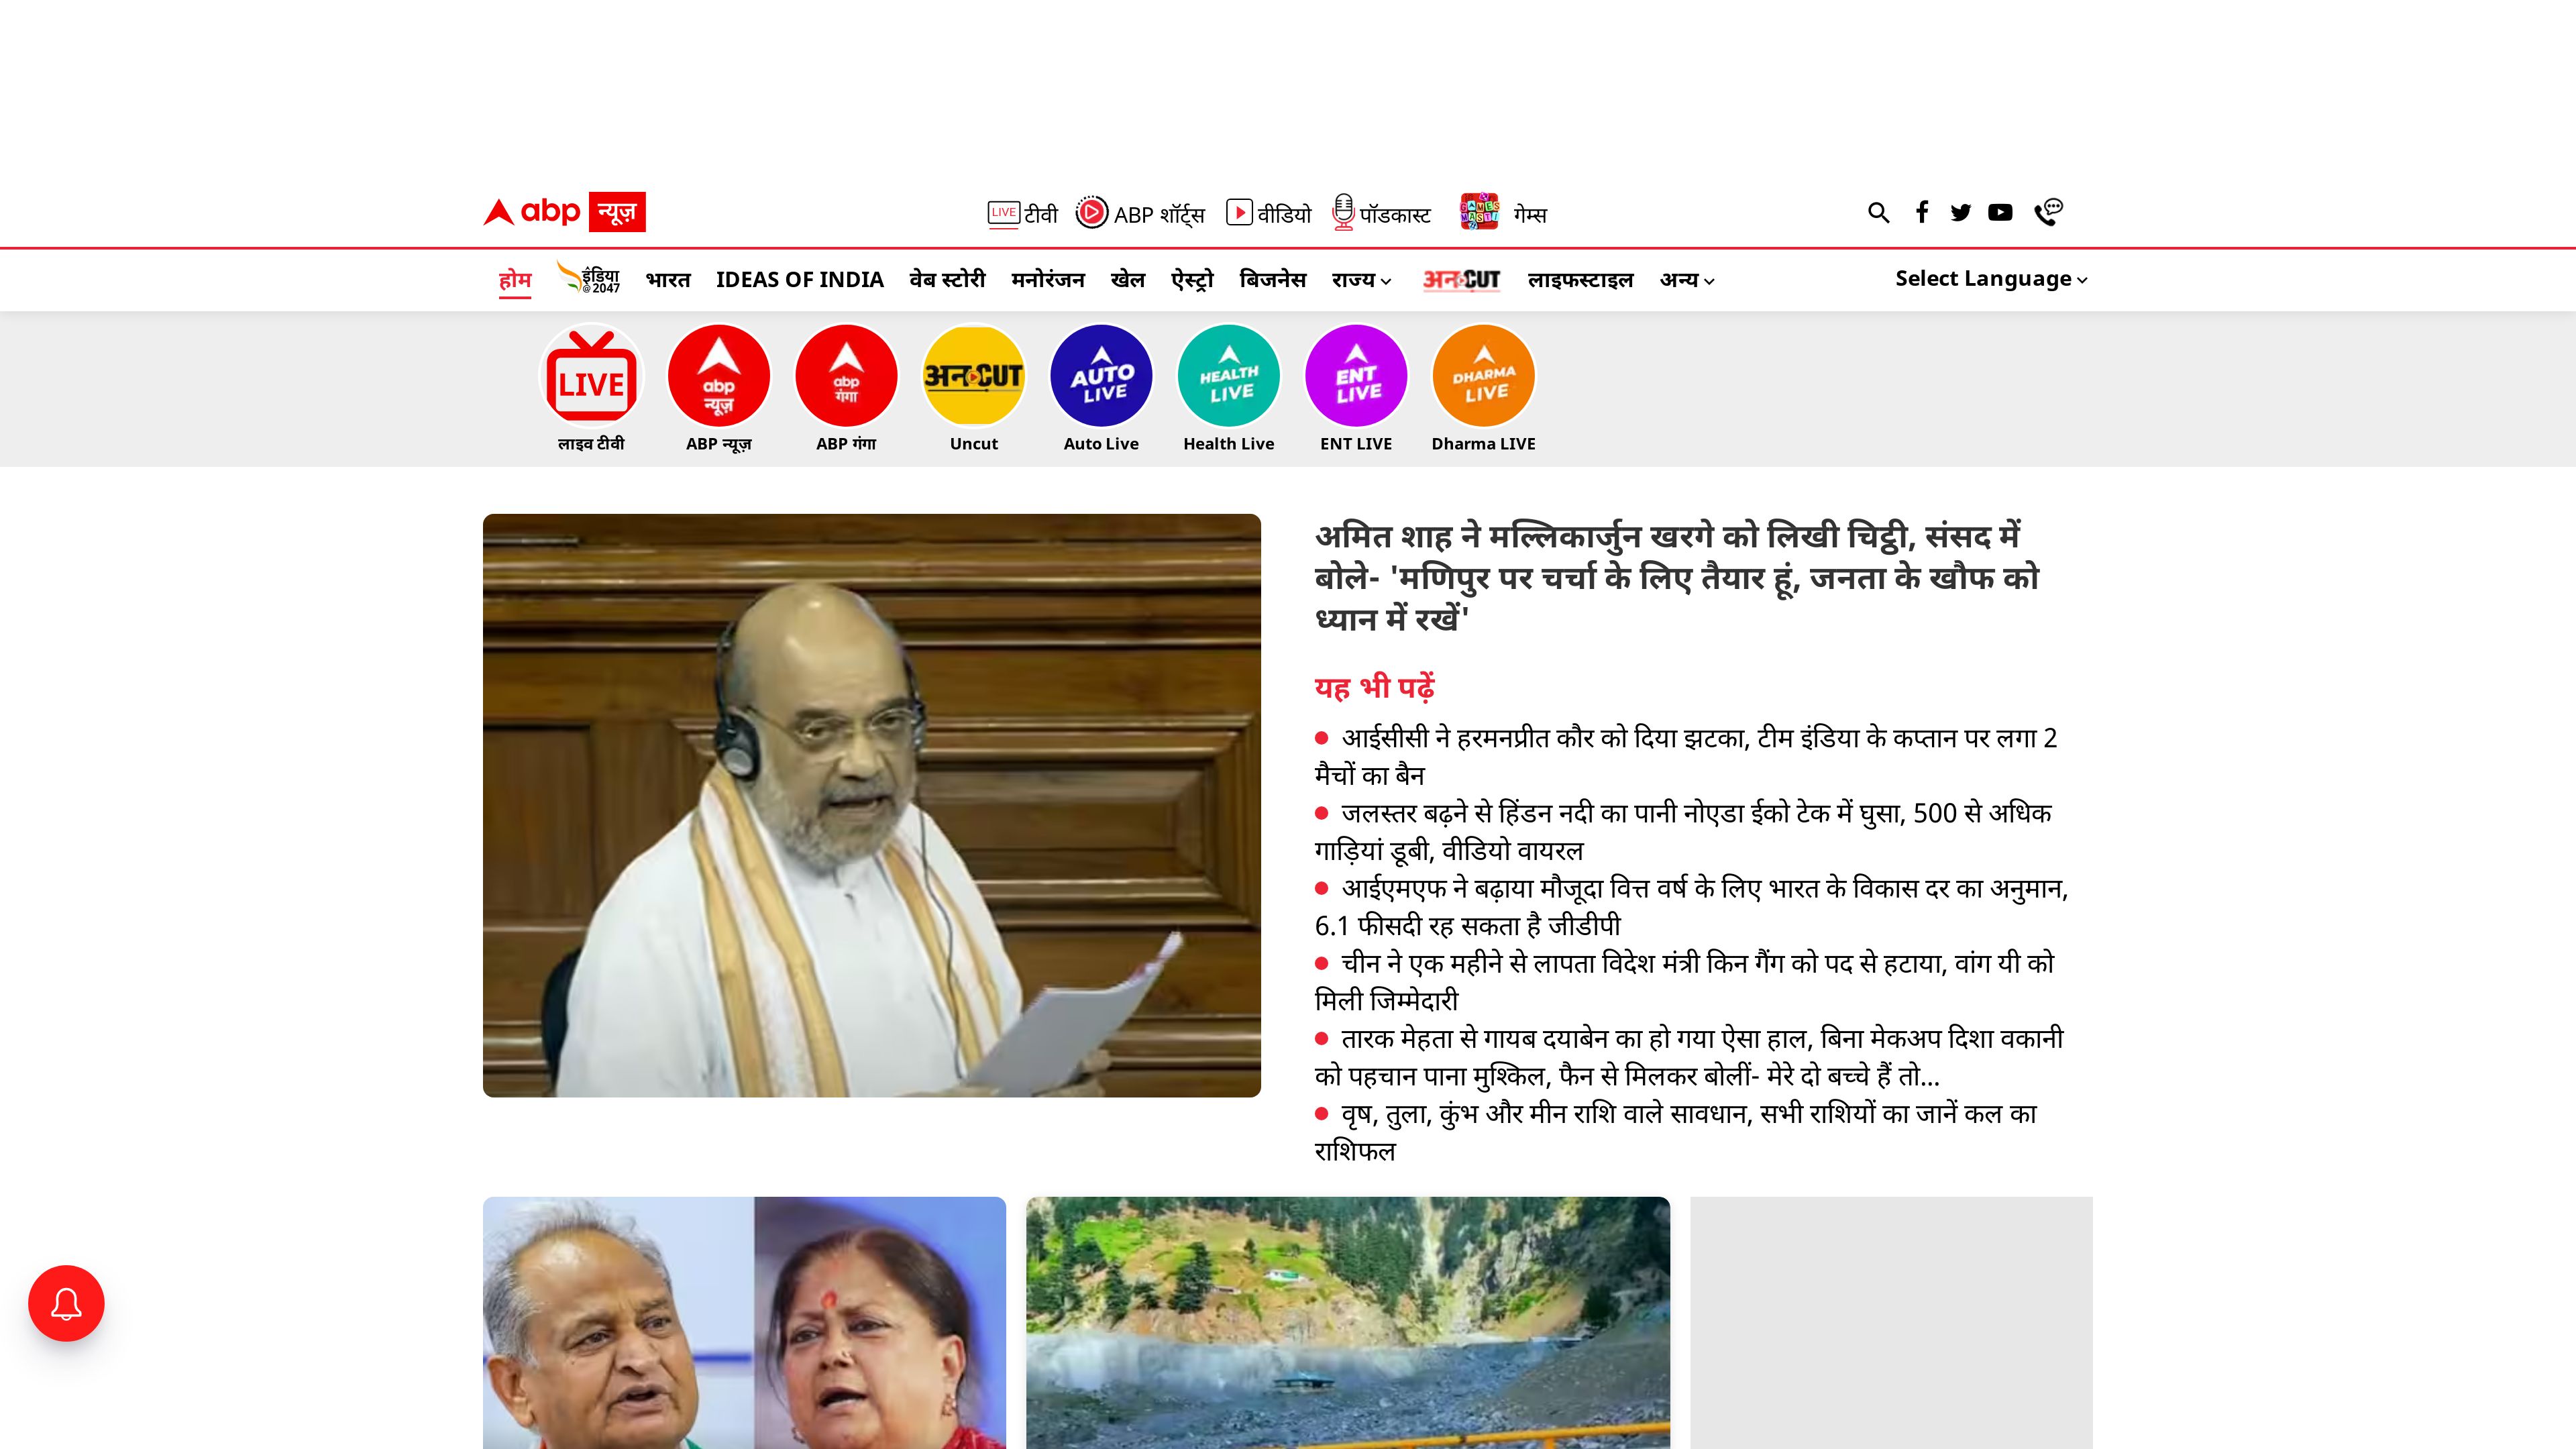 abp न्यूज़
LIVE टीवी ABP शॉर्ट्स वीडियो पॉडकास्ट GAMES MASTI गेम्स
होम इंडिया @ 2047 भारत IDEAS OF INDIA वेब स्टोरी मनोरंजन खेल ऐस्ट्रो बिजनेस राज्य अनCUT लाइफस्टाइल अन्य Select Language
LIVE abp न्यूज़ abp गंगा अनCUT AUTO LIVE HEALTH LIVE ENT LIVE DHARMA LIVE
लाइव टीवी ABP न्यूज़ ABP गंगा Uncut Auto Live Health Live ENT LIVE Dharma LIVE
अमित शाह ने मल्लिकार्जुन खरगे को लिखी चिट्ठी, संसद में
बोले- 'मणिपुर पर चर्चा के लिए तैयार हूं, जनता के खौफ को
ध्यान में रखें'
यह भी पढ़ें
आईसीसी ने हरमनप्रीत कौर को दिया झटका, टीम इंडिया के कप्तान पर लगा 2
मैचों का बैन
जलस्तर बढ़ने से हिंडन नदी का पानी नोएडा ईको टेक में घुसा, 500 से अधिक
गाड़ियां डूबी, वीडियो वायरल
आईएमएफ ने बढ़ाया मौजूदा वित्त वर्ष के लिए भारत के विकास दर का अनुमान,
6.1 फीसदी रह सकता है जीडीपी
चीन ने एक महीने से लापता विदेश मंत्री किन गैंग को पद से हटाया, वांग यी को
मिली जिम्मेदारी
तारक मेहता से गायब दयाबेन का हो गया ऐसा हाल, बिना मेकअप दिशा वकानी
को पहचान पाना मुश्किल, फैन से मिलकर बोलीं- मेरे दो बच्चे हैं तो...
वृष, तुला, कुंभ और मीन राशि वाले सावधान, सभी राशियों का जानें कल का
राशिफल